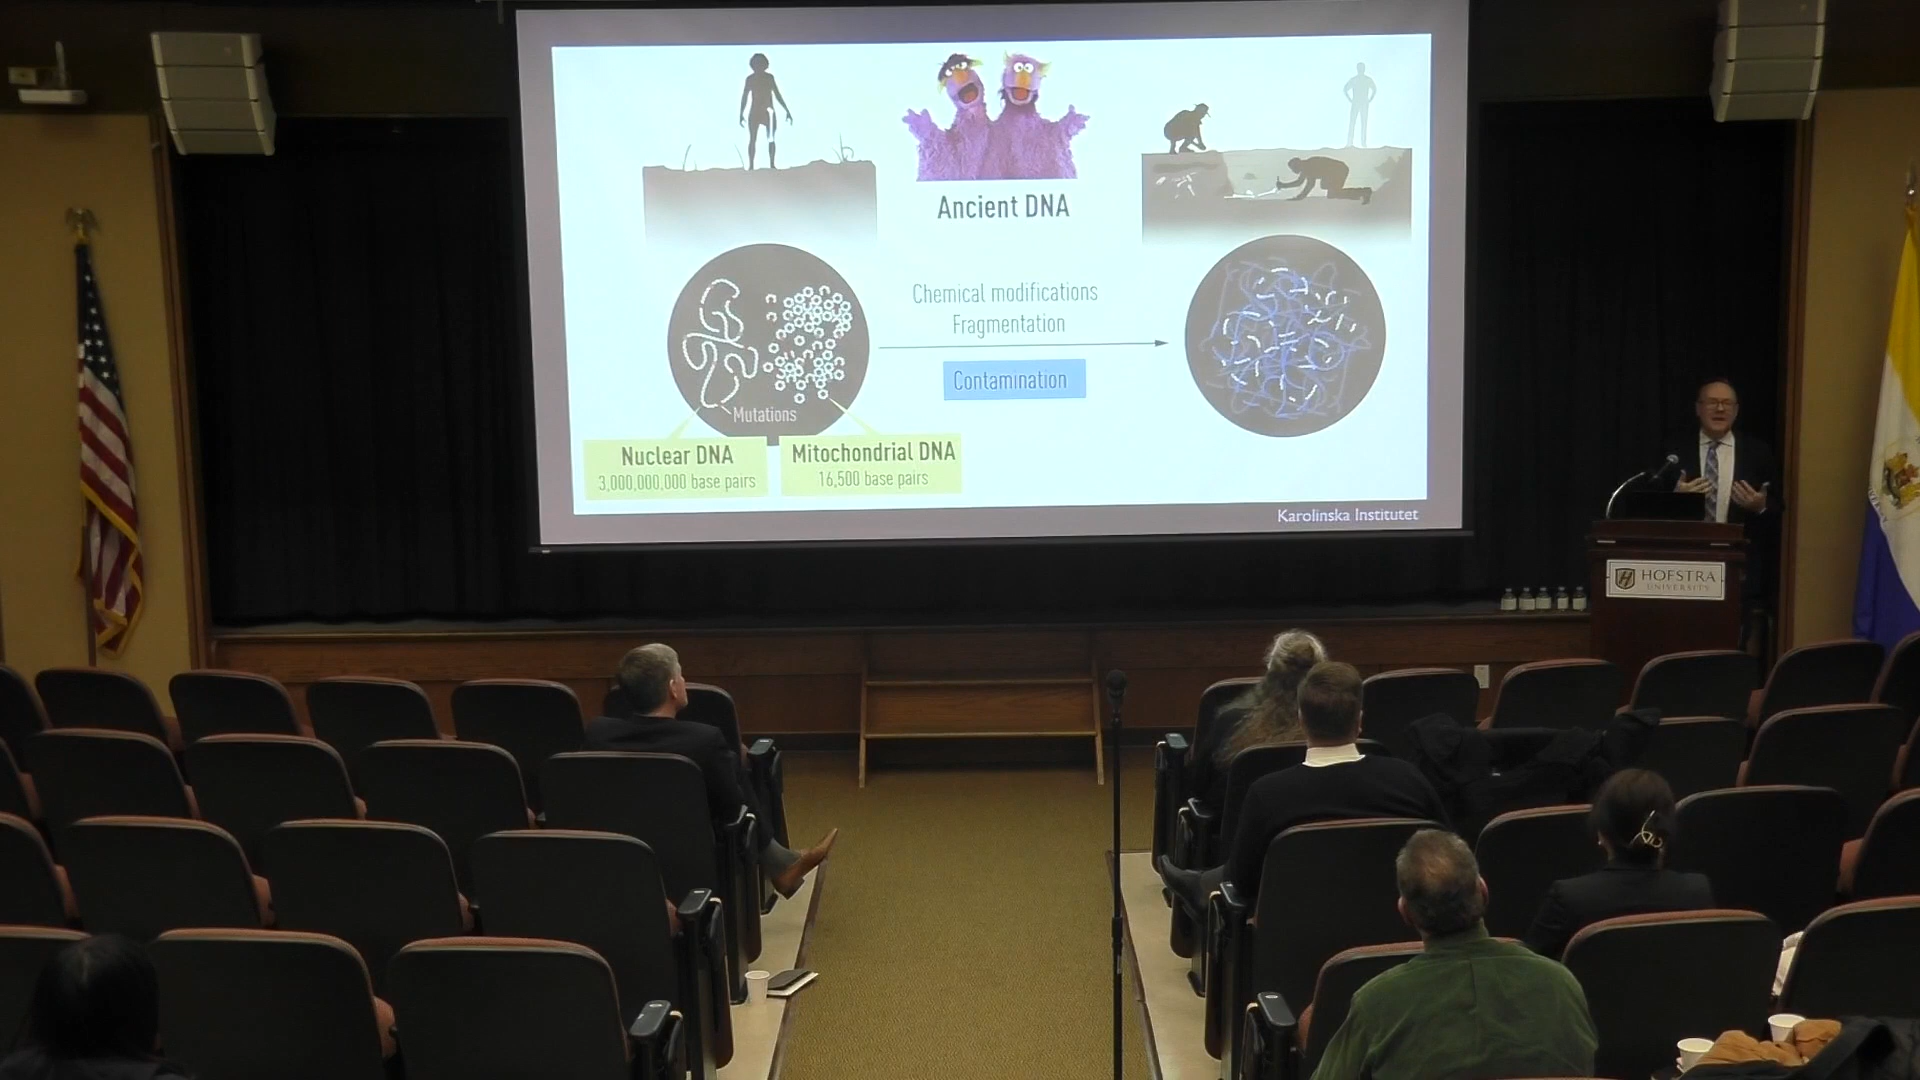 Ancient DNA
Chemical modifications
Fragmentation
Contamination
Mutations
Nuclear DNA
3,000,000,000 base pairs
Mitochondrial DNA
16,500 base pairs
Karolinska Institutet
HOFSTRA
UNIVERSITY